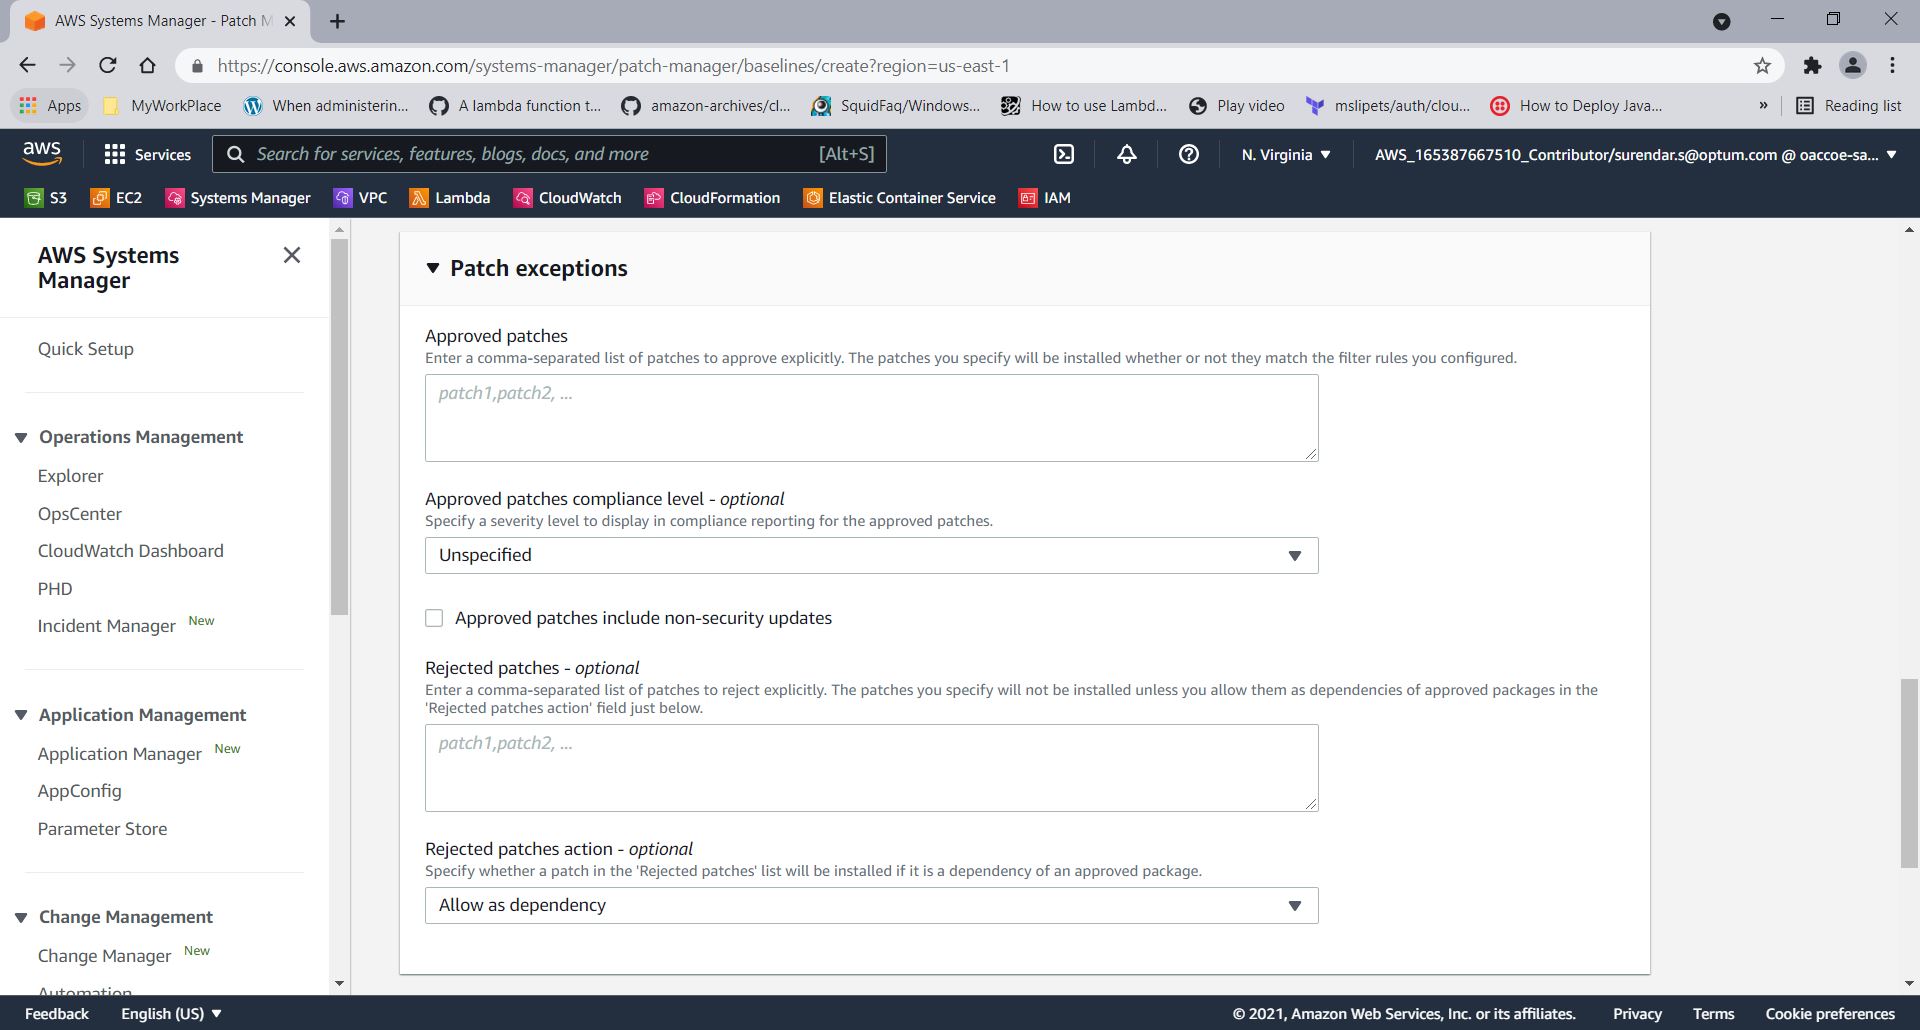 AWS Systems Manager - Patch M
https://console.aws.amazon.com/systems-manager/patch-manager/baselines/create?region=us-east-1
Apps MyWorkPlace When administerin... A lambda function t... amazon-archives/cl... SquidFaq/Windows... How to use Lambd... Play video mslipets/auth/clou... How to Deploy Java... » Reading list
aws Services Search for services, features, blogs, docs, and more [Alt+S] N. Virginia AWS_165387667510_Contributor/surendar.s@optum.com @ oaccoe-sa...
S3 EC2 Systems Manager VPC Lambda CloudWatch CloudFormation Elastic Container Service IAM
AWS Systems
Manager
Quick Setup
Operations Management
Explorer
OpsCenter
CloudWatch Dashboard
PHD
Incident Manager New
Application Management
Application Manager New
AppConfig
Parameter Store
Change Management
Change Manager New
Automation
Patch exceptions
Approved patches
Enter a comma-separated list of patches to approve explicitly. The patches you specify will be installed whether or not they match the filter rules you configured.
patch1,patch2, ...
Approved patches compliance level - optional
Specify a severity level to display in compliance reporting for the approved patches.
Unspecified
Approved patches include non-security updates
Rejected patches - optional
Enter a comma-separated list of patches to reject explicitly. The patches you specify will not be installed unless you allow them as dependencies of approved packages in the
'Rejected patches action' field just below.
patch1,patch2, ...
Rejected patches action - optional
Specify whether a patch in the 'Rejected patches' list will be installed if it is a dependency of an approved package.
Allow as dependency
Feedback English (US) © 2021, Amazon Web Services, Inc. or its affiliates. Privacy Terms Cookie preferences